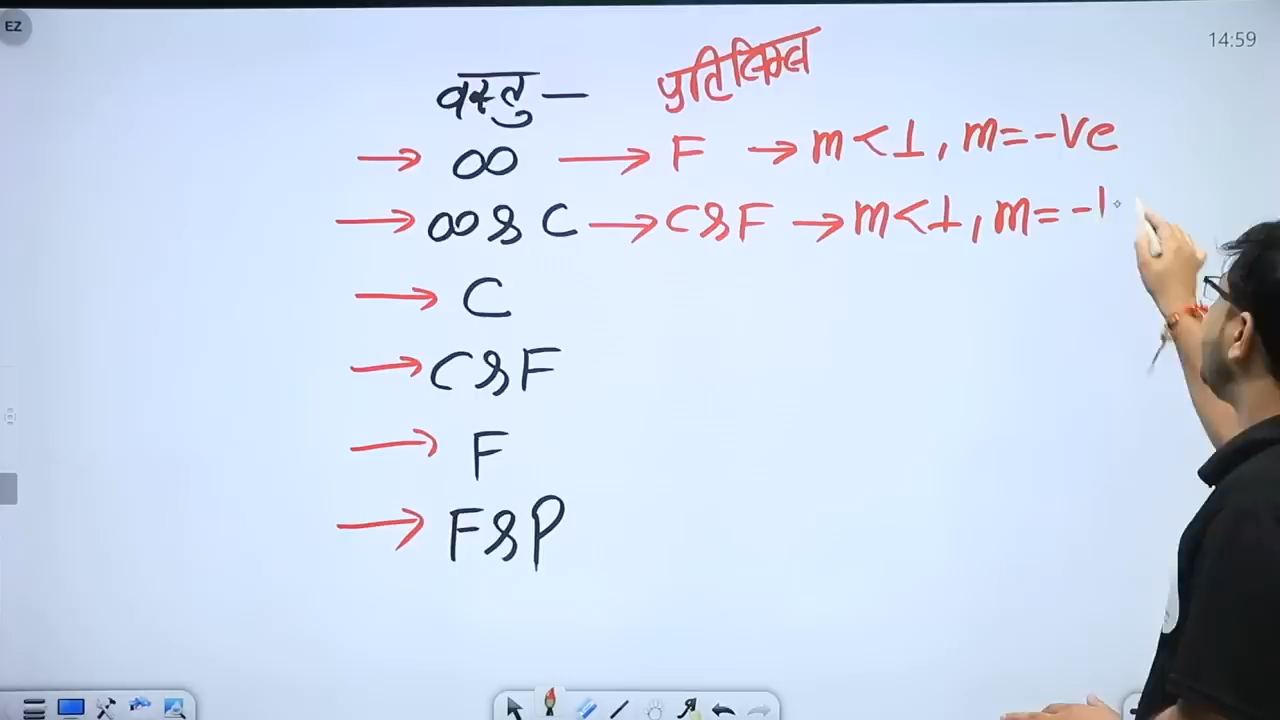 EZ
14:59
वस्तु — प्रतिबिम्ब
→ ∞ → F → m < 1, m = -ve
→ ∞ & C → C & F → m < 1, m = -1
→ C
→ C & F
→ F
→ F & P